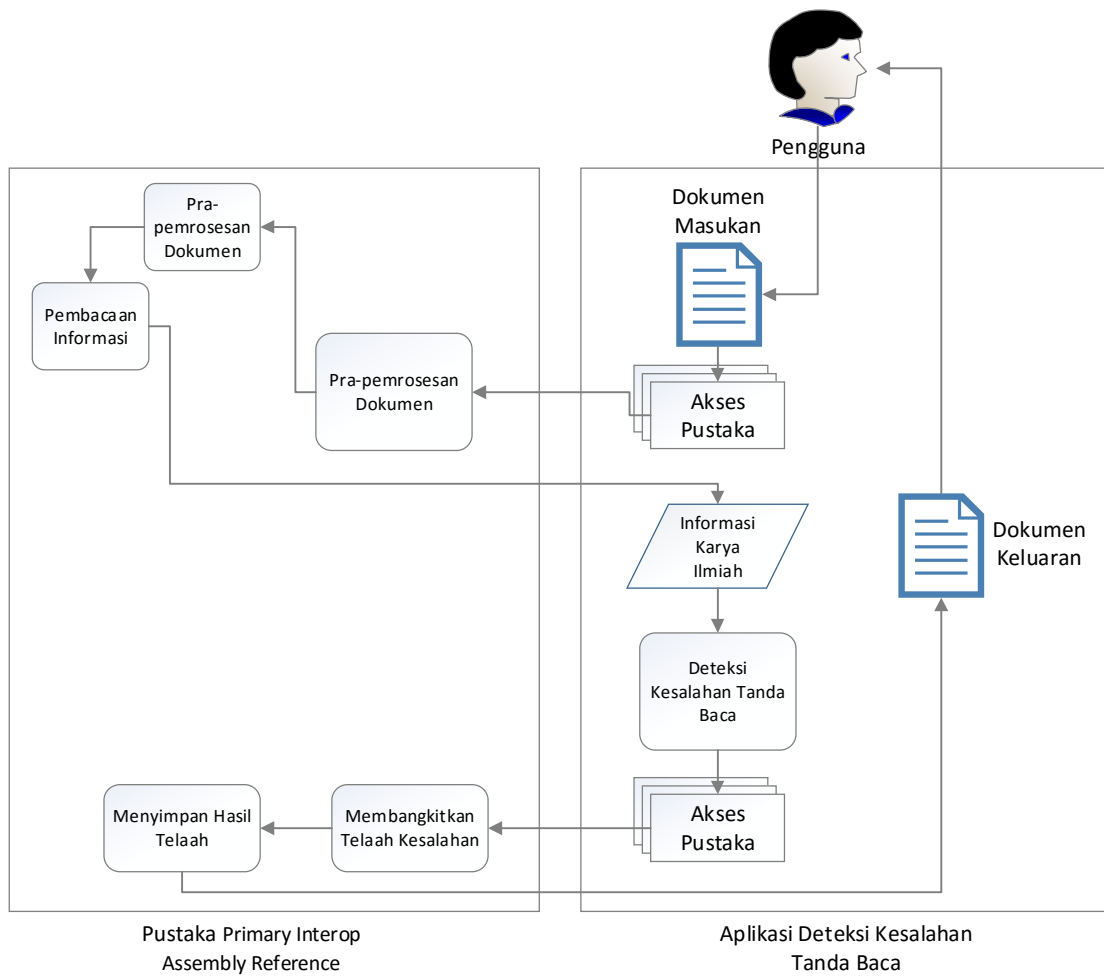 Pengguna
Pra-
pemrosesan
Dokumen
Dokumen
Masukan
Pembacaan
Informasi
Pra-pemrosesan
Dokumen
Akses
Pustaka
Informasi
Karya
Ilmiah
Dokumen
Keluaran
Deteksi
Kesalahan Tanda
Baca
Menyimpan Hasil
Telaah
Membangkitkan
Telaah Kesalahan
Akses
Pustaka
Pustaka Primary Interop
Assembly Reference
Aplikasi Deteksi Kesalahan
Tanda Baca